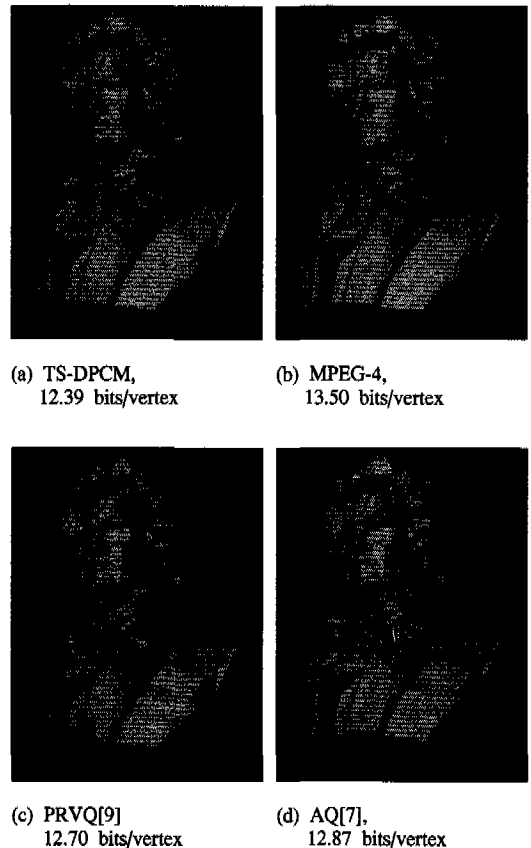 (a) TS-DPCM,
12.39 bits/vertex
(b) MPEG-4,
13.50 bits/vertex
(c) PRVQ[9]
12.70 bits/vertex
(d) AQ[7],
12.87 bits/vertex